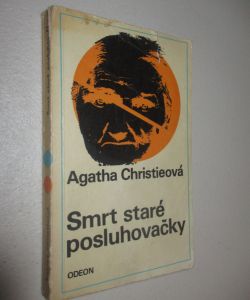 Agatha Christieová
Smrt staré
posluhovačky
ODEON